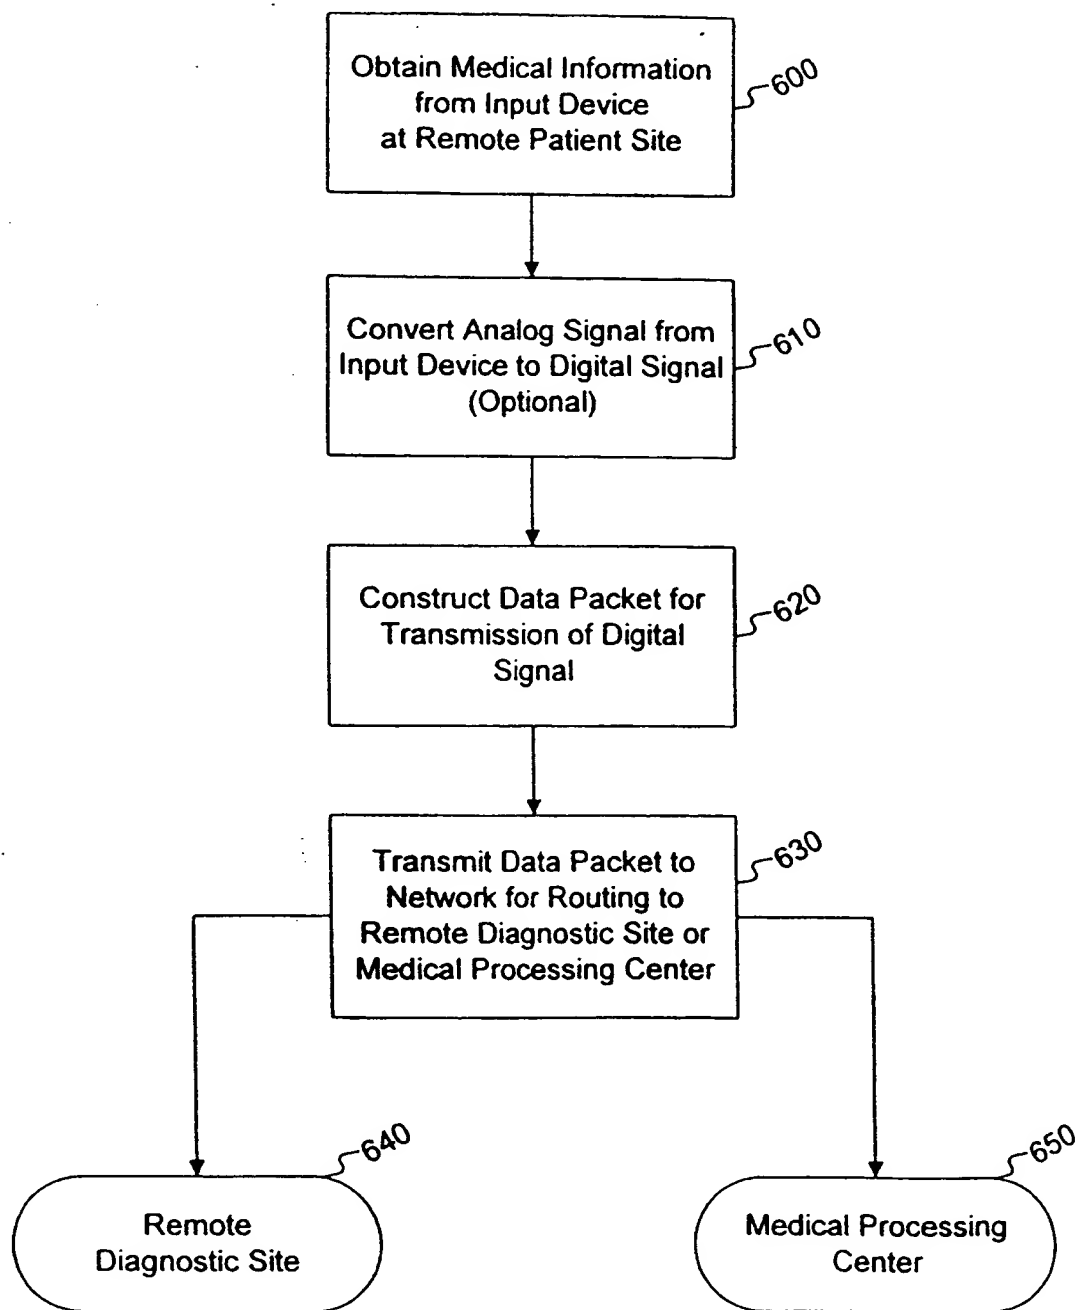 Obtain Medical Information
from Input Device
at Remote Patient Site
600
Convert Analog Signal from
Input Device to Digital Signal
(Optional)
610
Construct Data Packet for
Transmission of Digital
Signal
620
Transmit Data Packet to
Network for Routing to
Remote Diagnostic Site or
Medical Processing Center
630
640
Remote
Diagnostic Site
650
Medical Processing
Center